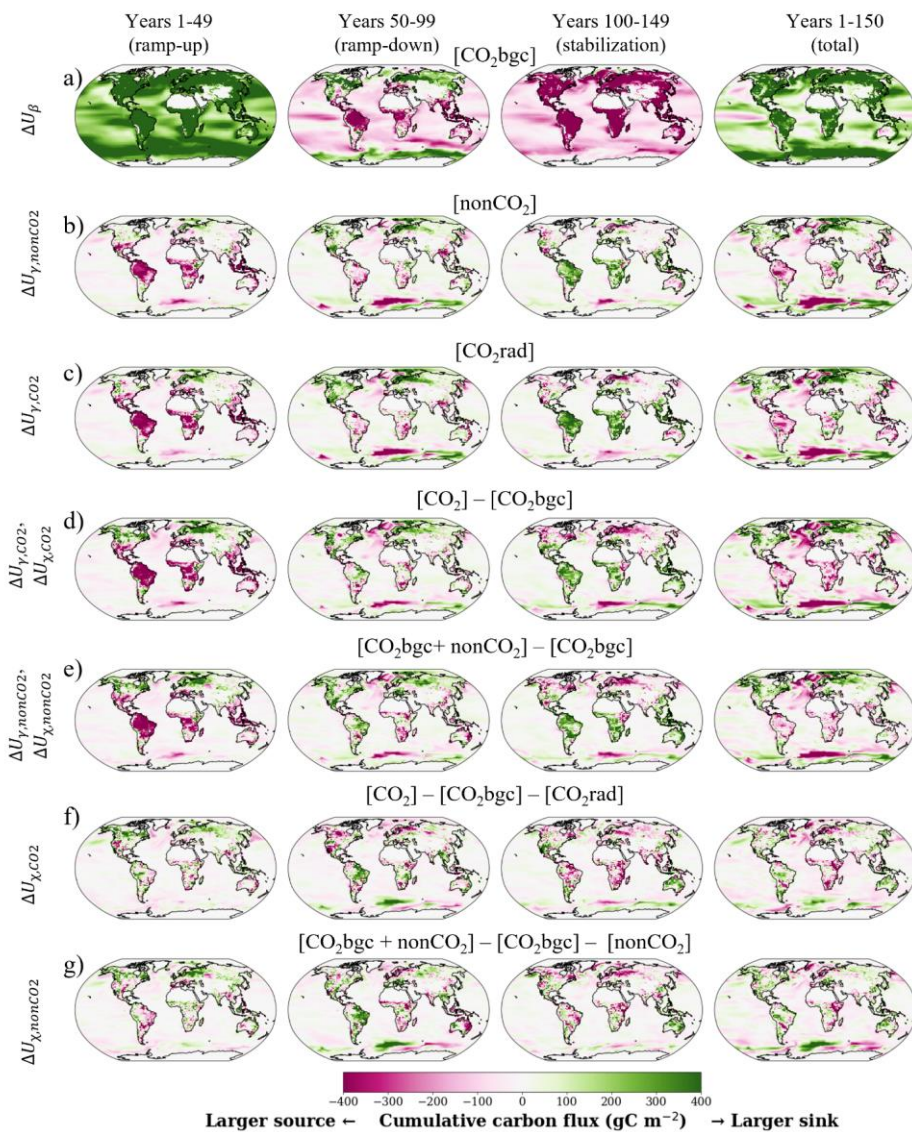 Years 1-49 Years 50-99 Years 100-149 Years 1-150
(ramp-up) (ramp-down) (stabilization) (total)
[CO₂bgc]
a)
ΔUβ
[nonCO₂]
b)
ΔUγ,nonCO2
[CO₂rad]
c)
ΔUγ,CO2
[CO₂] – [CO₂bgc]
d)
ΔUγ,CO2,
ΔUχ,CO2
[CO₂bgc+ nonCO₂] – [CO₂bgc]
e)
ΔUγ,nonCO2,
ΔUχ,nonCO2
[CO₂] – [CO₂bgc] – [CO₂rad]
f)
ΔUχ,CO2
[CO₂bgc + nonCO₂] – [CO₂bgc] – [nonCO₂]
g)
ΔUχ,nonCO2
−400 −300 −200 −100 0 100 200 300 400
Larger source ← Cumulative carbon flux (gC m⁻²) → Larger sink